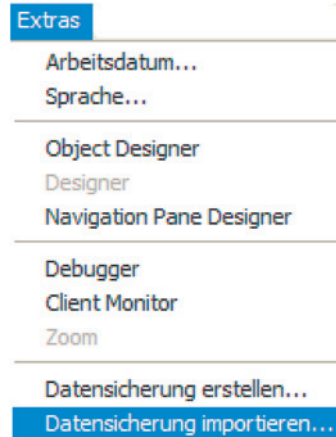 Extras
Arbeitsdatum...
Sprache...
Object Designer
Designer
Navigation Pane Designer
Debugger
Client Monitor
Zoom
Datensicherung erstellen...
Datensicherung importieren...